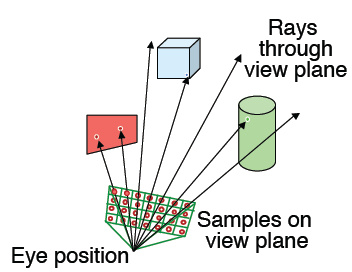 Rays
through
view plane
Samples on
view plane
Eye position